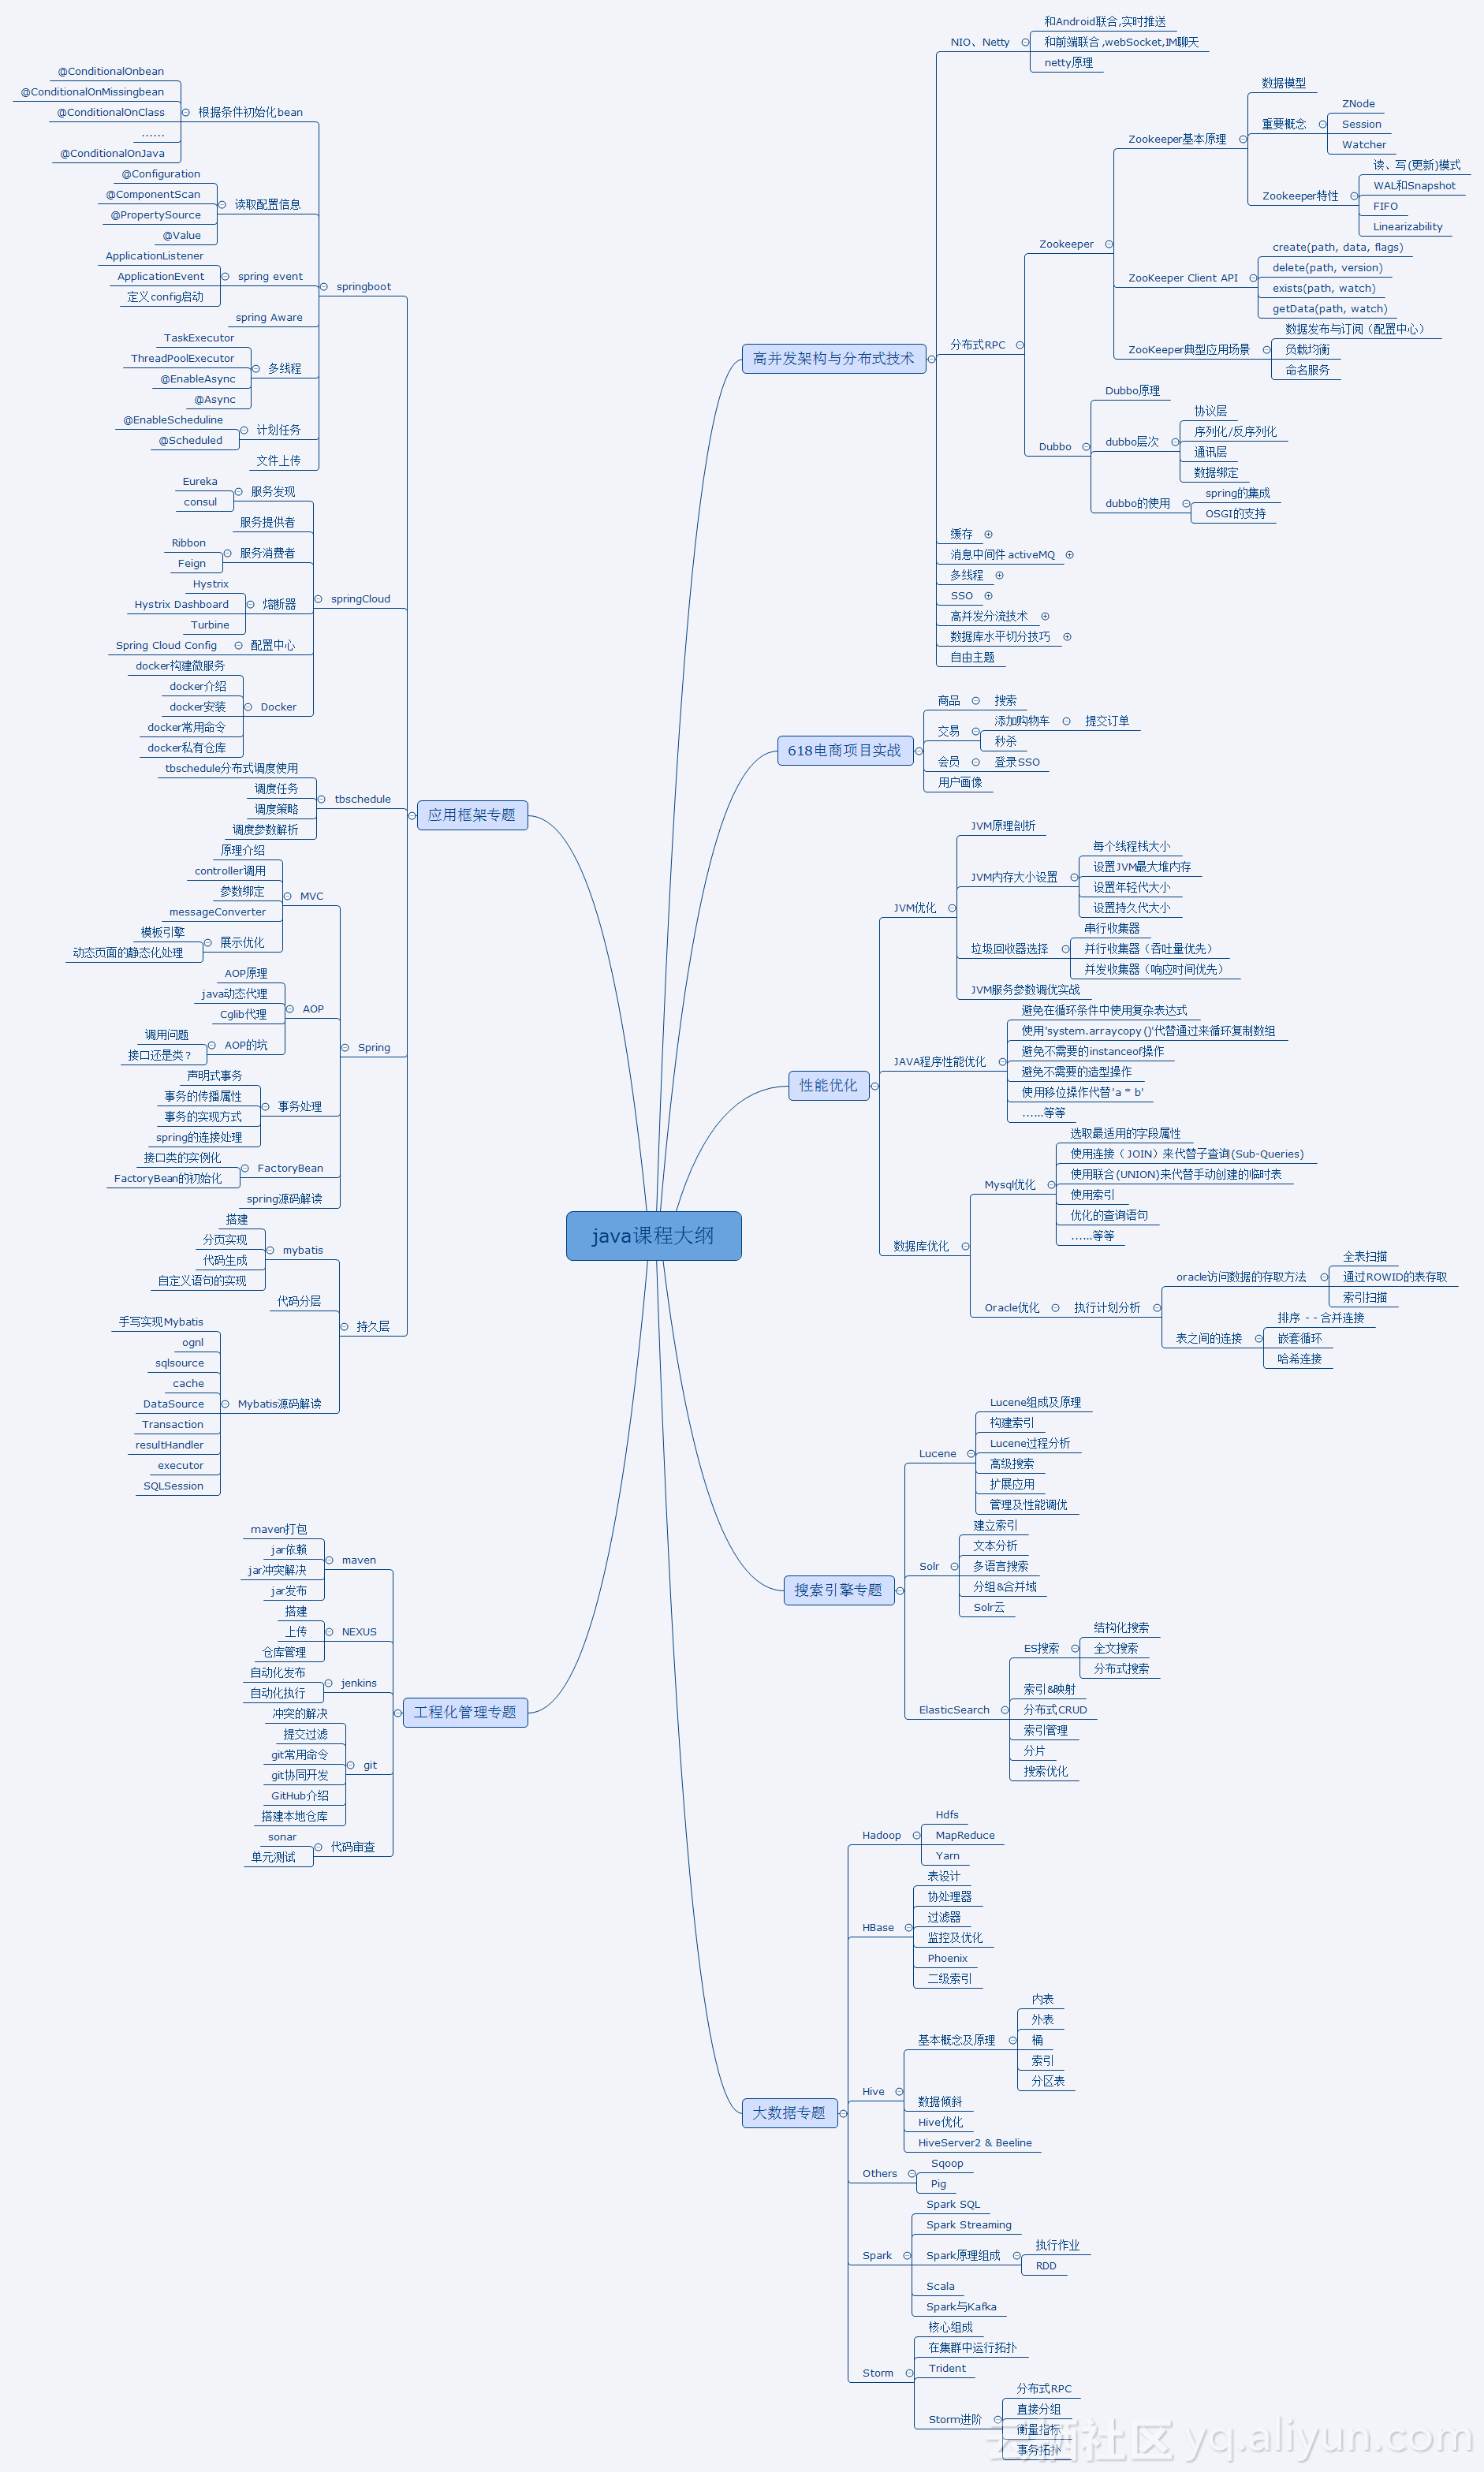 java课程大纲
高并发架构与分布式技术
NIO、Netty
和Android联合,实时推送
和前端联合,webSocket,IM聊天
netty原理
分布式RPC
Zookeeper
Zookeeper基本原理
数据模型
重要概念
ZNode
Session
Watcher
Zookeeper特性
读、写(更新)模式
WAL和Snapshot
FIFO
Linearizability
ZooKeeper Client API
create(path, data, flags)
delete(path, version)
exists(path, watch)
getData(path, watch)
ZooKeeper典型应用场景
数据发布与订阅（配置中心）
负载均衡
命名服务
Dubbo
Dubbo原理
dubbo层次
协议层
序列化/反序列化
通讯层
数据绑定
dubbo的使用
spring的集成
OSGI的支持
缓存
消息中间件 activeMQ
多线程
SSO
高并发分流技术
数据库水平切分技巧
自由主题
618电商项目实战
商品
搜索
交易
添加购物车
提交订单
秒杀
会员
登录SSO
用户画像
性能优化
JVM优化
JVM原理剖析
JVM内存大小设置
每个线程栈大小
设置JVM最大堆内存
设置年轻代大小
设置持久代大小
垃圾回收器选择
串行收集器
并行收集器（吞吐量优先）
并发收集器（响应时间优先）
JVM服务参数调优实战
JAVA程序性能优化
避免在循环条件中使用复杂表达式
使用'system.arraycopy ()'代替通过来循环复制数组
避免不需要的instanceof操作
避免不需要的造型操作
使用移位操作代替'a * b'
……等等
数据库优化
Mysql优化
选取最适用的字段属性
使用连接（ JOIN）来代替子查询(Sub-Queries)
使用联合(UNION)来代替手动创建的临时表
使用索引
优化的查询语句
……等等
Oracle优化
执行计划分析
oracle访问数据的存取方法
全表扫描
通过ROWID的表存取
索引扫描
表之间的连接
排序 - - 合并连接
嵌套循环
哈希连接
搜索引擎专题
Lucene
Lucene组成及原理
构建索引
Lucene过程分析
高级搜索
扩展应用
管理及性能调优
Solr
建立索引
文本分析
多语言搜索
分组&合并域
Solr云
ElasticSearch
ES搜索
结构化搜索
全文搜索
分布式搜索
索引&映射
分布式CRUD
索引管理
分片
搜索优化
大数据专题
Hadoop
Hdfs
MapReduce
Yarn
HBase
表设计
协处理器
过滤器
监控及优化
Phoenix
二级索引
Hive
基本概念及原理
内表
外表
桶
索引
分区表
数据倾斜
Hive优化
HiveServer2 & Beeline
Others
Sqoop
Pig
Spark
Spark SQL
Spark Streaming
Spark原理组成
执行作业
RDD
Scala
Spark与Kafka
Storm
核心组成
在集群中运行拓扑
Trident
Storm进阶
分布式RPC
直接分组
衡量指标
事务拓扑
应用框架专题
springboot
根据条件初始化bean
@ConditionalOnbean
@ConditionalOnMissingbean
@ConditionalOnClass
……
@ConditionalOnJava
读取配置信息
@Configuration
@ComponentScan
@PropertySource
@Value
spring event
ApplicationListener
ApplicationEvent
定义config启动
spring Aware
多线程
TaskExecutor
ThreadPoolExecutor
@EnableAsync
@Async
计划任务
@EnableScheduline
@Scheduled
文件上传
springCloud
服务发现
Eureka
consul
服务提供者
服务消费者
Ribbon
Feign
熔断器
Hystrix
Hystrix Dashboard
Turbine
配置中心
Spring Cloud Config
Docker
docker构建微服务
docker介绍
docker安装
docker常用命令
docker私有仓库
tbschedule
tbschedule分布式调度使用
调度任务
调度策略
调度参数解析
Spring
MVC
原理介绍
controller调用
参数绑定
messageConverter
展示优化
模板引擎
动态页面的静态化处理
AOP
AOP原理
java动态代理
Cglib代理
AOP的坑
调用问题
接口还是类？
事务处理
声明式事务
事务的传播属性
事务的实现方式
spring的连接处理
FactoryBean
接口类的实例化
FactoryBean的初始化
spring源码解读
持久层
mybatis
搭建
分页实现
代码生成
自定义语句的实现
代码分层
Mybatis源码解读
手写实现Mybatis
ognl
sqlsource
cache
DataSource
Transaction
resultHandler
executor
SQLSession
工程化管理专题
maven
maven打包
jar依赖
jar冲突解决
jar发布
NEXUS
搭建
上传
仓库管理
jenkins
自动化发布
自动化执行
git
冲突的解决
提交过滤
git常用命令
git协同开发
GitHub介绍
搭建本地仓库
代码审查
sonar
单元测试
云栖社区 yq.aliyun.com